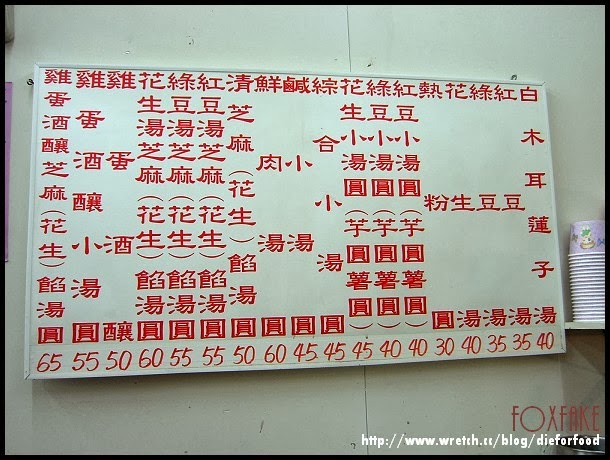 白木耳蓮子湯 40
紅豆湯 35
綠豆湯 35
花生湯 40
熱粉圓 30
紅豆小湯圓(芋圓薯圓) 40
綠豆小湯圓(芋圓薯圓) 40
花生小湯圓(芋圓薯圓) 45
綜合小湯圓 45
鹹小湯圓 45
鮮肉湯圓 60
清芝麻(花生)餡湯圓 50
紅豆湯芝麻(花生)餡湯圓 55
綠豆湯芝麻(花生)餡湯圓 55
花生湯芝麻(花生)餡湯圓 60
雞蛋酒釀 50
雞蛋酒釀小湯圓 55
雞蛋酒釀芝麻(花生)餡湯圓 65
FOXFAKE
http://www.wretch.cc/blog/dieforfood